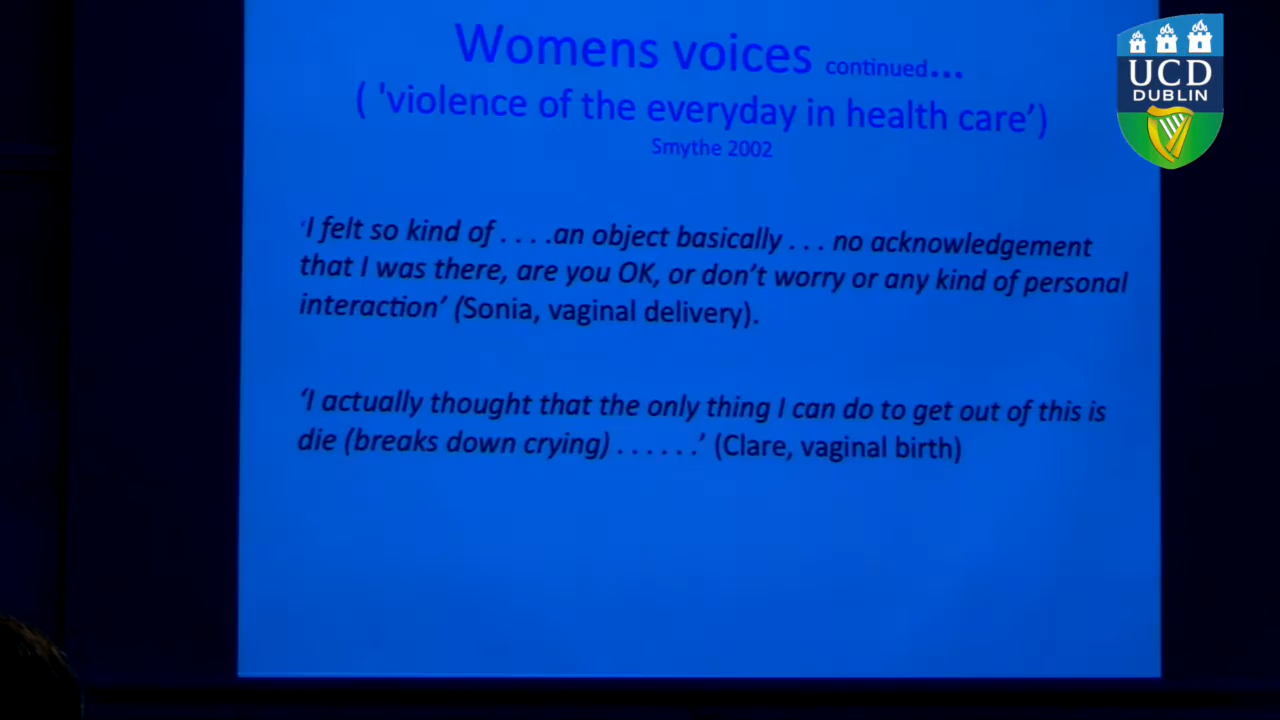 Womens voices continued...
( 'violence of the everyday in health care')
Smythe 2002
'I felt so kind of . . . .an object basically . . . no acknowledgement
that I was there, are you OK, or don't worry or any kind of personal
interaction' (Sonia, vaginal delivery).
'I actually thought that the only thing I can do to get out of this is
die (breaks down crying) . . . . . .' (Clare, vaginal birth)
UCD
DUBLIN